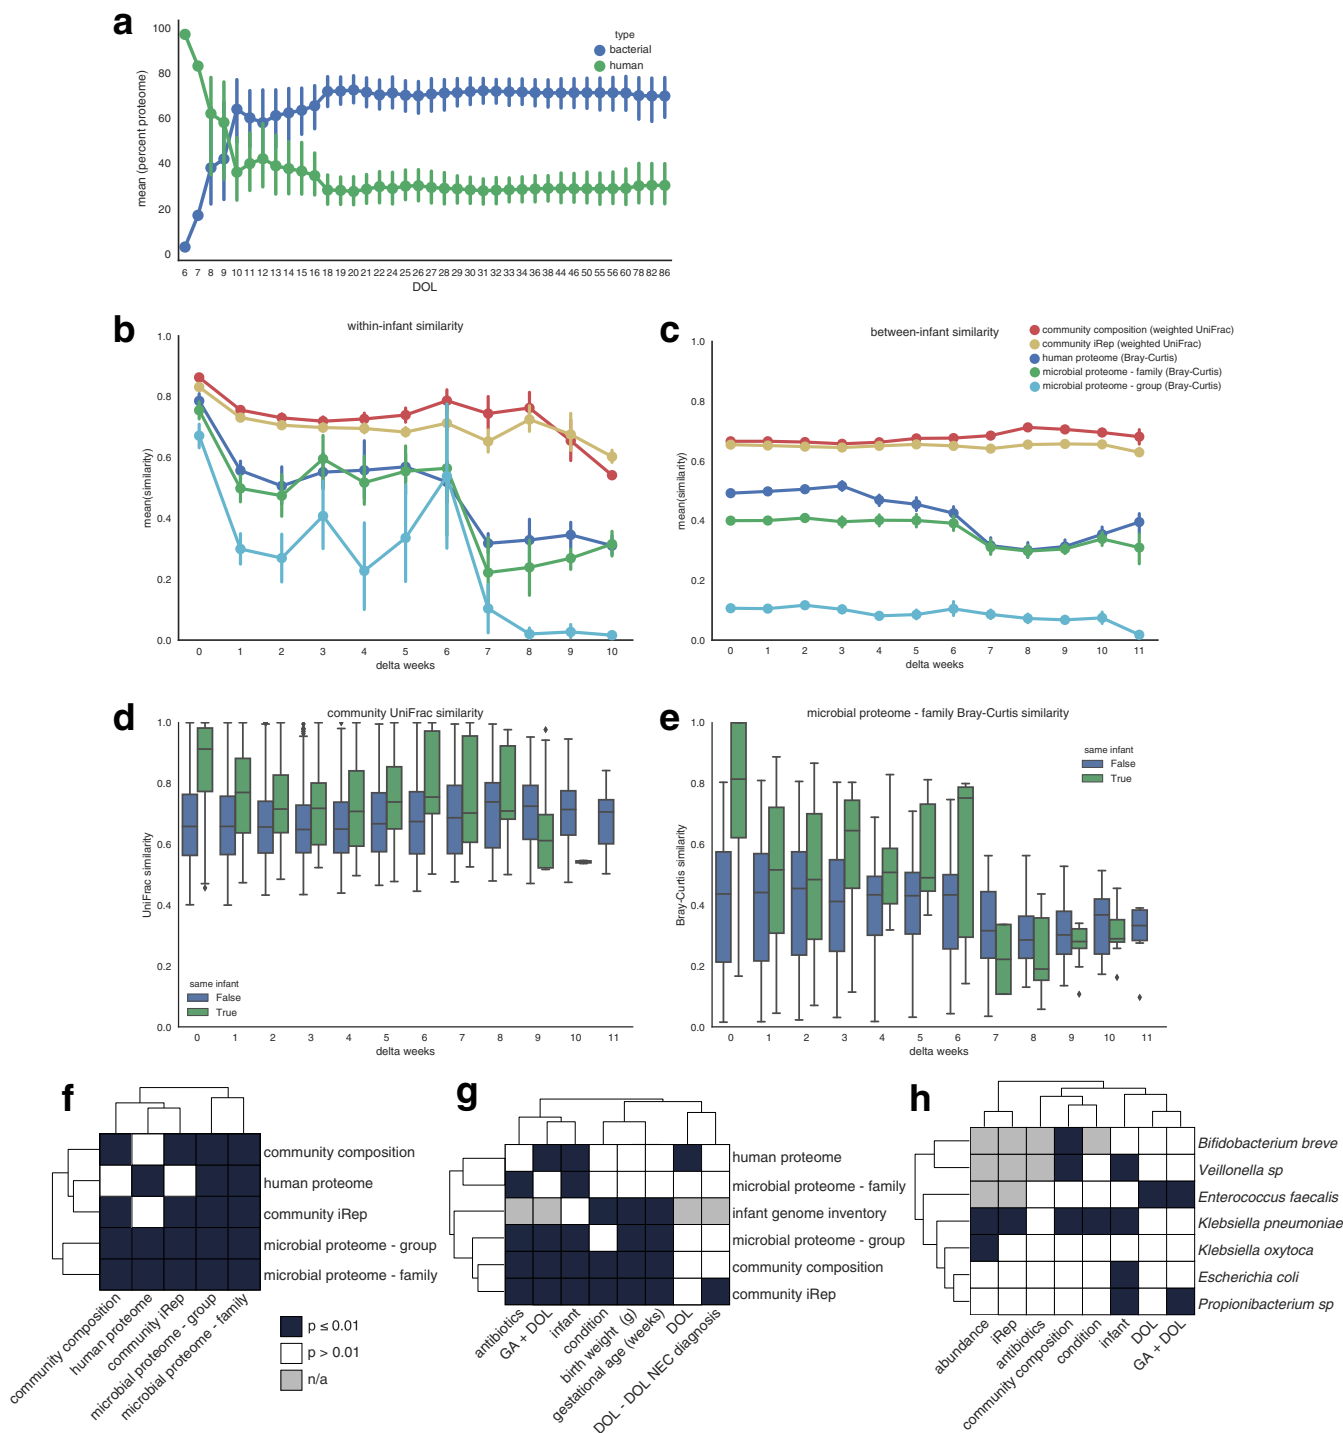 a
type
bacterial
human
mean (percent proteome)
100
80
60
40
20
0
6 7 8 9 10 11 12 13 14 15 16 18 19 20 21 22 24 25 26 27 28 29 30 31 32 33 34 36 38 44 46 50 55 56 60 78 82 86
DOL
b
within-infant similarity
mean(similarity)
1.0
0.8
0.6
0.4
0.2
0.0
0 1 2 3 4 5 6 7 8 9 10
delta weeks
c
between-infant similarity
community composition (weighted UniFrac)
community iRep (weighted UniFrac)
human proteome (Bray-Curtis)
microbial proteome - family (Bray-Curtis)
microbial proteome - group (Bray-Curtis)
mean(similarity)
1.0
0.8
0.6
0.4
0.2
0.0
0 1 2 3 4 5 6 7 8 9 10 11
delta weeks
d
community UniFrac similarity
UniFrac similarity
1.0
0.8
0.6
0.4
0.2
0.0
same infant
False
True
0 1 2 3 4 5 6 7 8 9 10 11
delta weeks
e
microbial proteome - family Bray-Curtis similarity
Bray-Curtis similarity
1.0
0.8
0.6
0.4
0.2
0.0
same infant
False
True
0 1 2 3 4 5 6 7 8 9 10 11
delta weeks
f
community composition
human proteome
community iRep
microbial proteome - group
microbial proteome - family
community composition
human proteome
community iRep
microbial proteome - group
microbial proteome - family
p ≤ 0.01
p > 0.01
n/a
g
human proteome
microbial proteome - family
infant genome inventory
microbial proteome - group
community composition
community iRep
antibiotics
GA + DOL
infant
condition
birth weight (g)
gestational age (weeks)
DOL
DOL - DOL NEC diagnosis
h
Bifidobacterium breve
Veillonella sp
Enterococcus faecalis
Klebsiella pneumoniae
Klebsiella oxytoca
Escherichia coli
Propionibacterium sp
abundance
iRep
antibiotics
community composition
condition
infant
DOL
GA + DOL